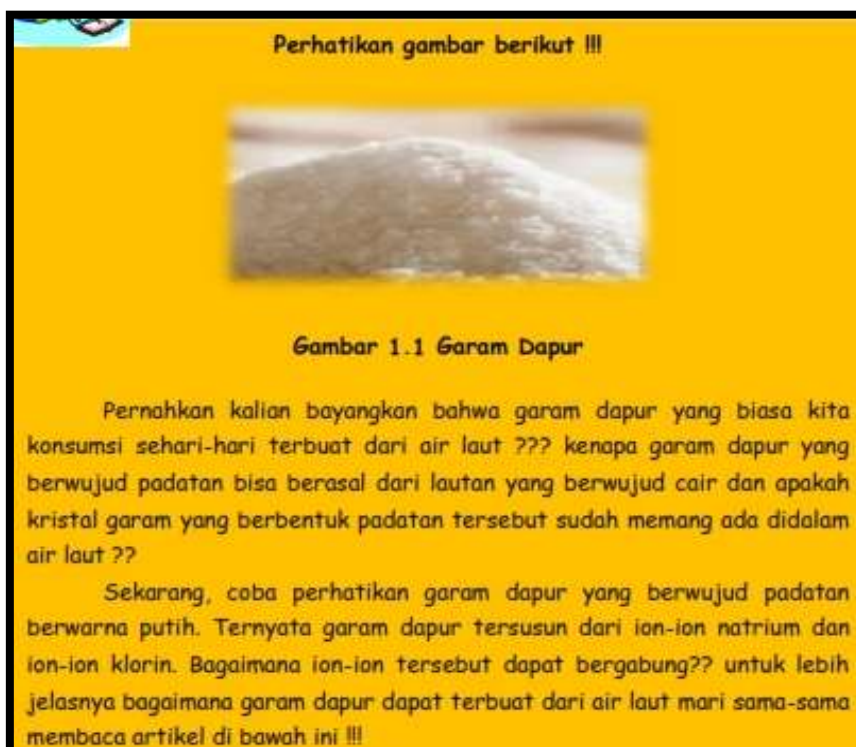 Perhatikan gambar berikut !!!
Gambar 1.1 Garam Dapur
Pernahkan kalian bayangkan bahwa garam dapur yang biasa kita
konsumsi sehari-hari terbuat dari air laut ??? kenapa garam dapur yang
berwujud padatan bisa berasal dari lautan yang berwujud cair dan apakah
kristal garam yang berbentuk padatan tersebut sudah memang ada didalam
air laut ??
Sekarang, coba perhatikan garam dapur yang berwujud padatan
berwarna putih. Ternyata garam dapur tersusun dari ion-ion natrium dan
ion-ion klorin. Bagaimana ion-ion tersebut dapat bergabung?? untuk lebih
jelasnya bagaimana garam dapur dapat terbuat dari air laut mari sama-sama
membaca artikel di bawah ini !!!